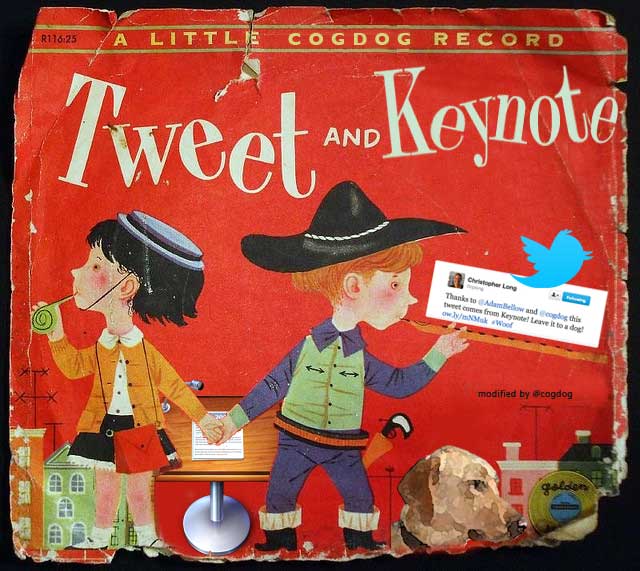 R116:25
A LITTLE COGDOG RECORD
Tweet AND Keynote
Christopher Long
Following
Thanks to @AdamBellow and @cogdog this
tweet comes from Keynote! Leave it to a dog!
ow.ly/mNMuk #Woof
modified by @cogdog
golden